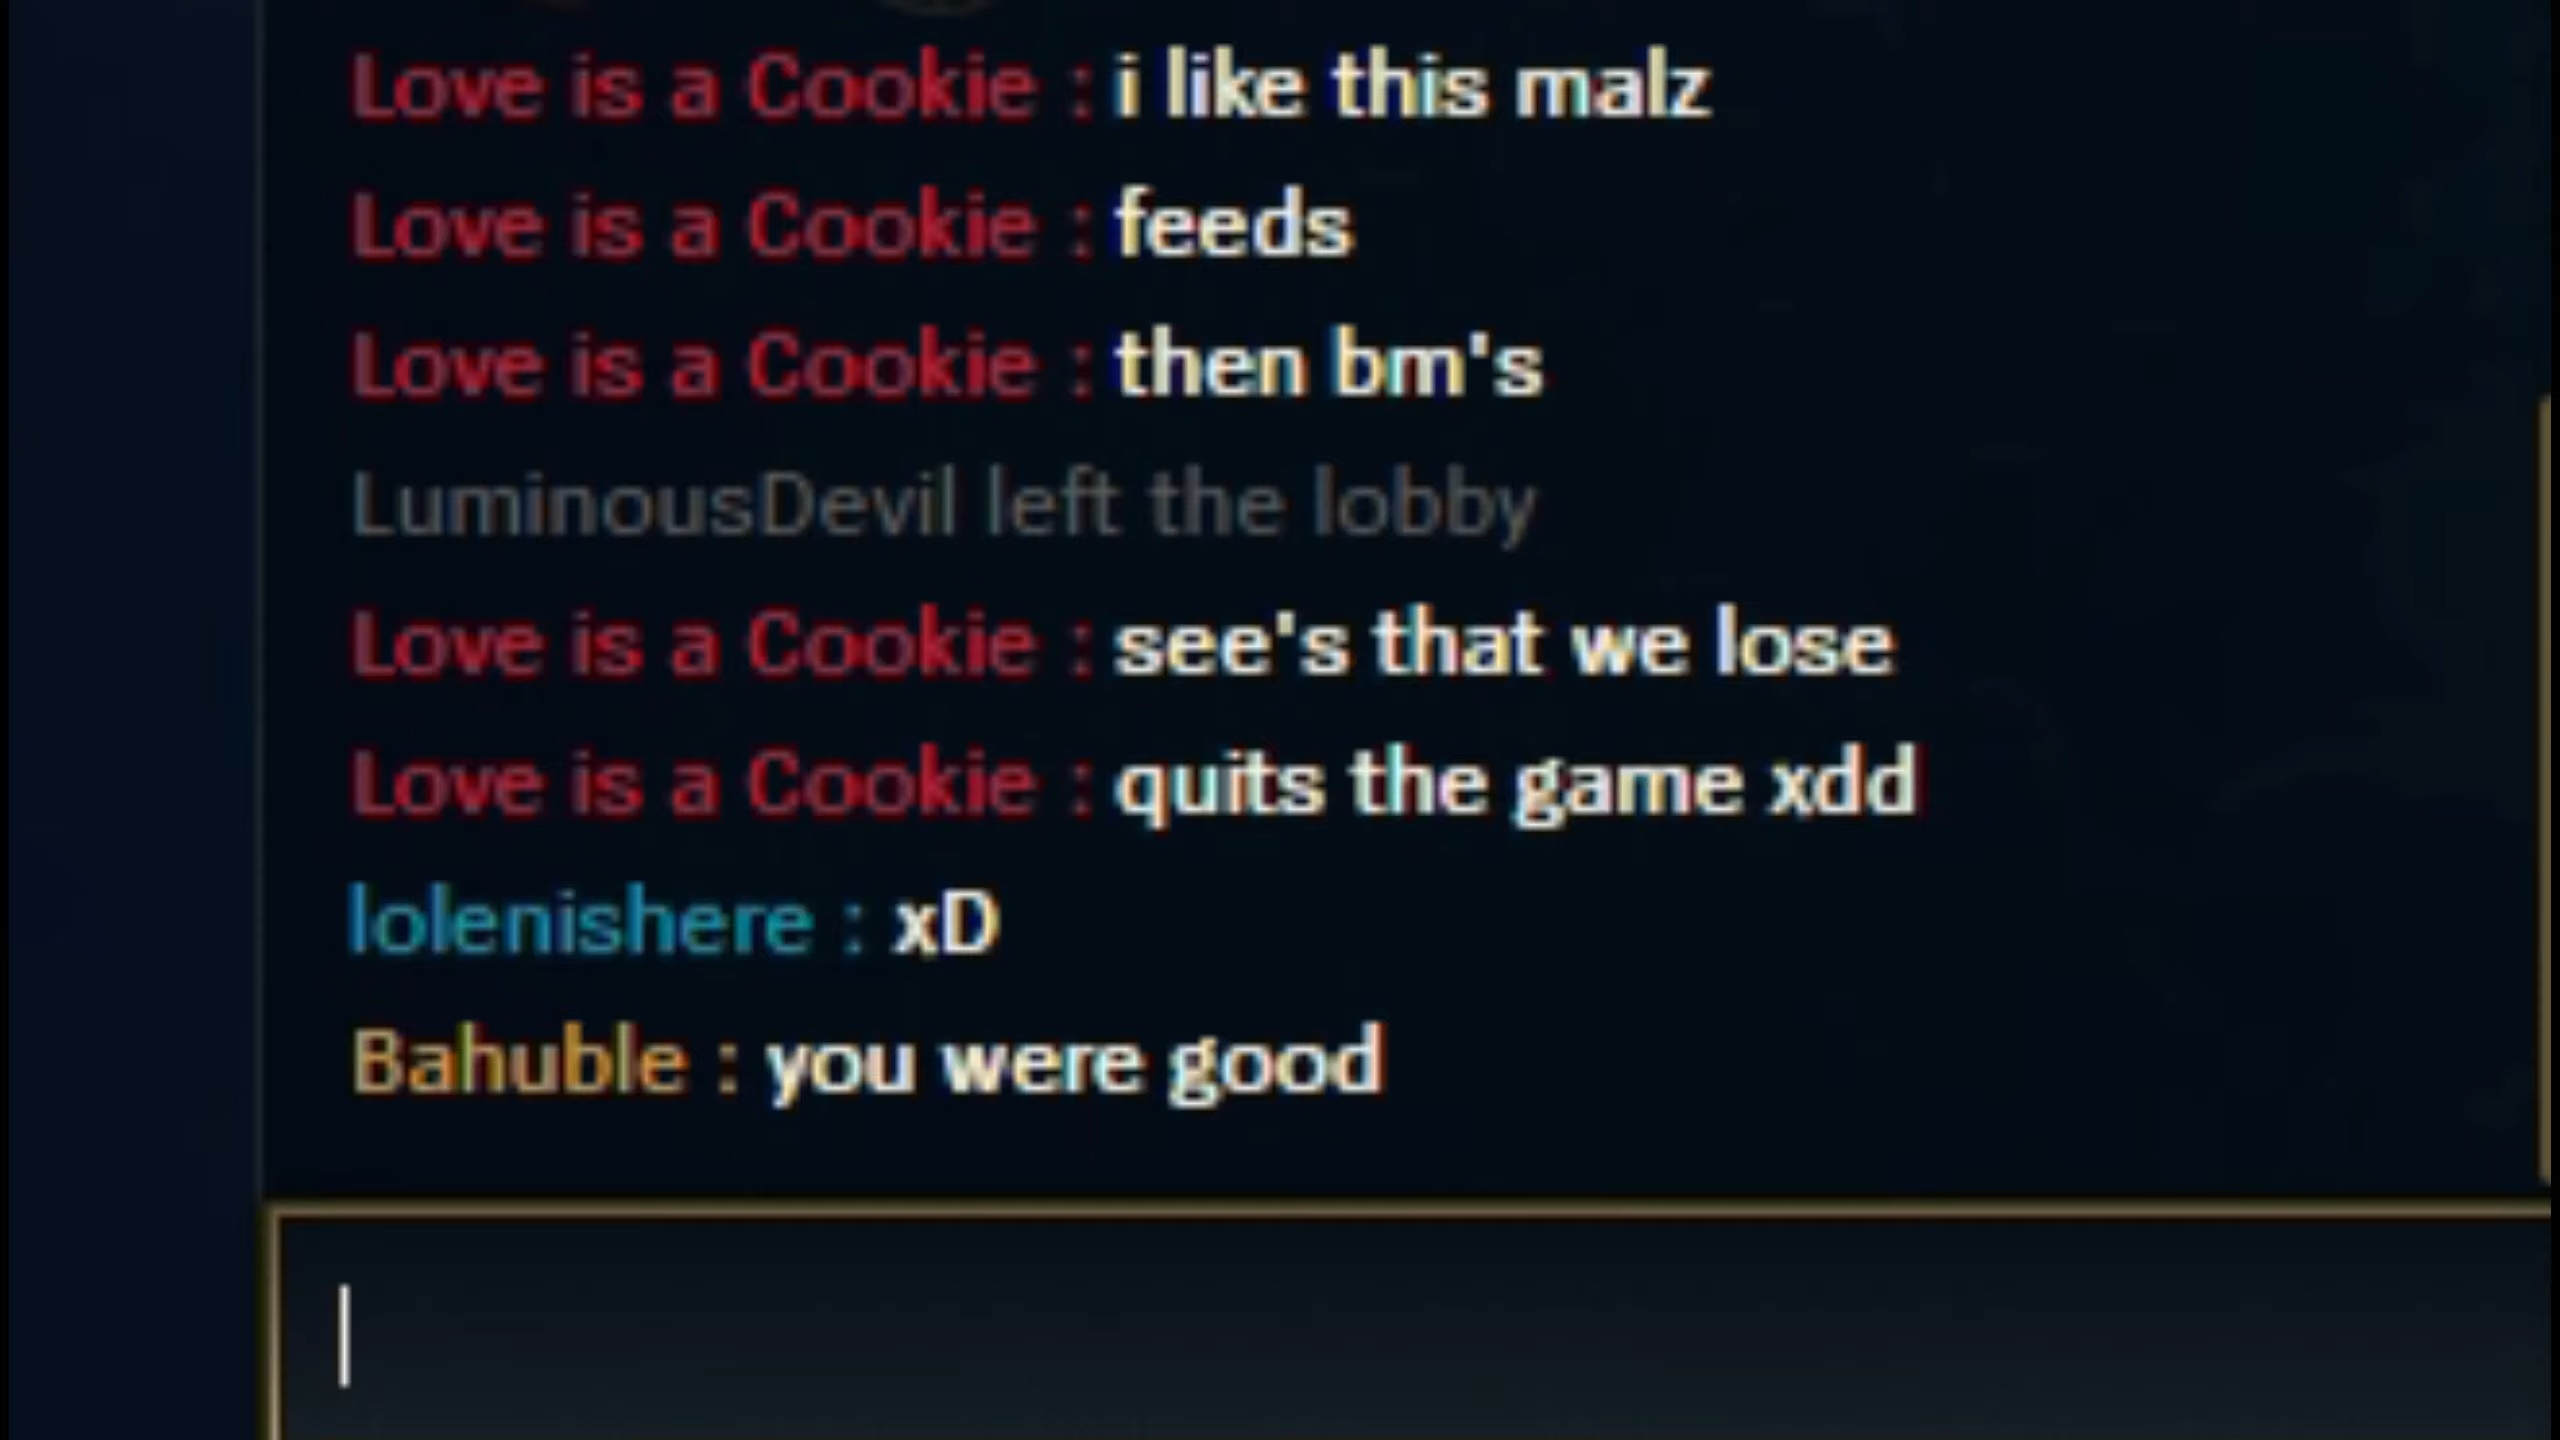 Love is a Cookie : i like this malz
Love is a Cookie : feeds
Love is a Cookie : then bm's
LuminousDevil left the lobby
Love is a Cookie : see's that we lose
Love is a Cookie : quits the game xdd
lolenishere : xD
Bahuble : you were good